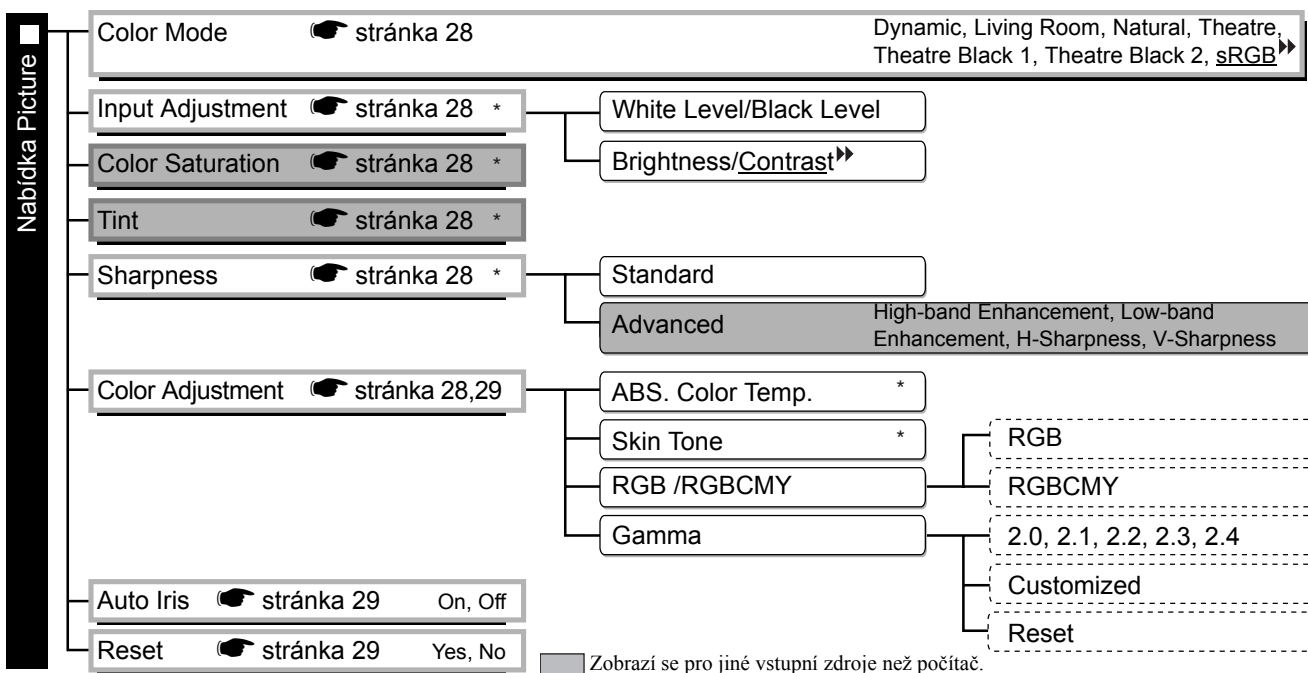 Nabídka Picture
Color Mode stránka 28 Dynamic, Living Room, Natural, Theatre,
Theatre Black 1, Theatre Black 2, sRGB
Input Adjustment stránka 28 * White Level/Black Level
Color Saturation stránka 28 * Brightness/Contrast
Tint stránka 28 *
Sharpness stránka 28 * Standard
Advanced High-band Enhancement, Low-band
Enhancement, H-Sharpness, V-Sharpness
Color Adjustment stránka 28,29 ABS. Color Temp. *
Skin Tone * RGB
RGB /RGBCMY RGBCMY
Gamma 2.0, 2.1, 2.2, 2.3, 2.4
Customized
Auto Iris stránka 29 On, Off
Reset
Reset stránka 29 Yes, No
Zobrazí se pro jiné vstupní zdroje než počítač.